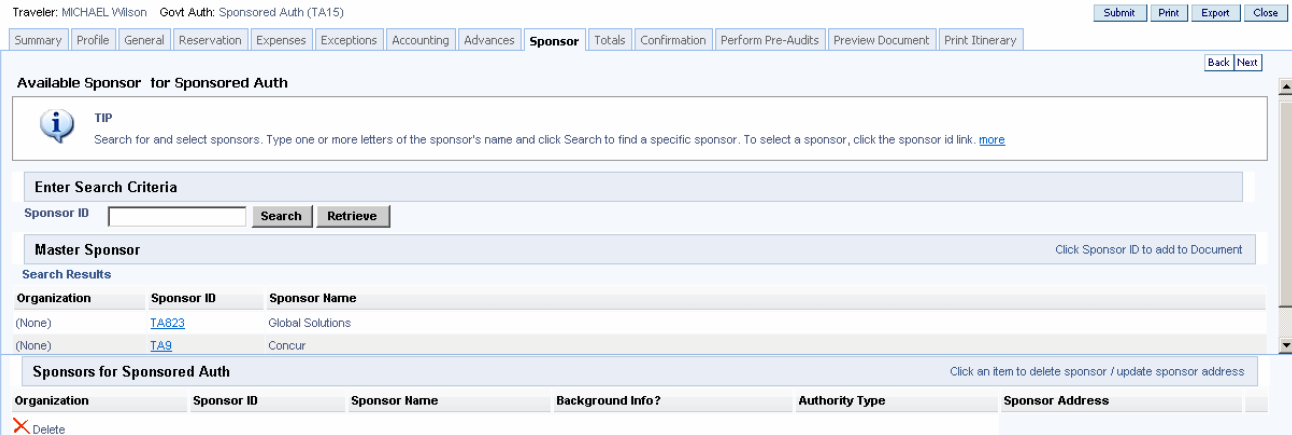 Traveler: MICHAEL Wilson Govt Auth: Sponsored Auth (TA15) Submit Print Export Close
Summary Profile General Reservation Expenses Exceptions Accounting Advances Sponsor Totals Confirmation Perform Pre-Audits Preview Document Print Itinerary
Back Next
Available Sponsor for Sponsored Auth
TIP
Search for and select sponsors. Type one or more letters of the sponsor's name and click Search to find a specific sponsor. To select a sponsor, click the sponsor id link. more
Enter Search Criteria
Sponsor ID Search Retrieve
Master Sponsor Click Sponsor ID to add to Document
Search Results
Organization Sponsor ID Sponsor Name
(None) TA823 Global Solutions
(None) TA9 Concur
Sponsors for Sponsored Auth Click an item to delete sponsor / update sponsor address
Organization Sponsor ID Sponsor Name Background Info? Authority Type Sponsor Address
Delete